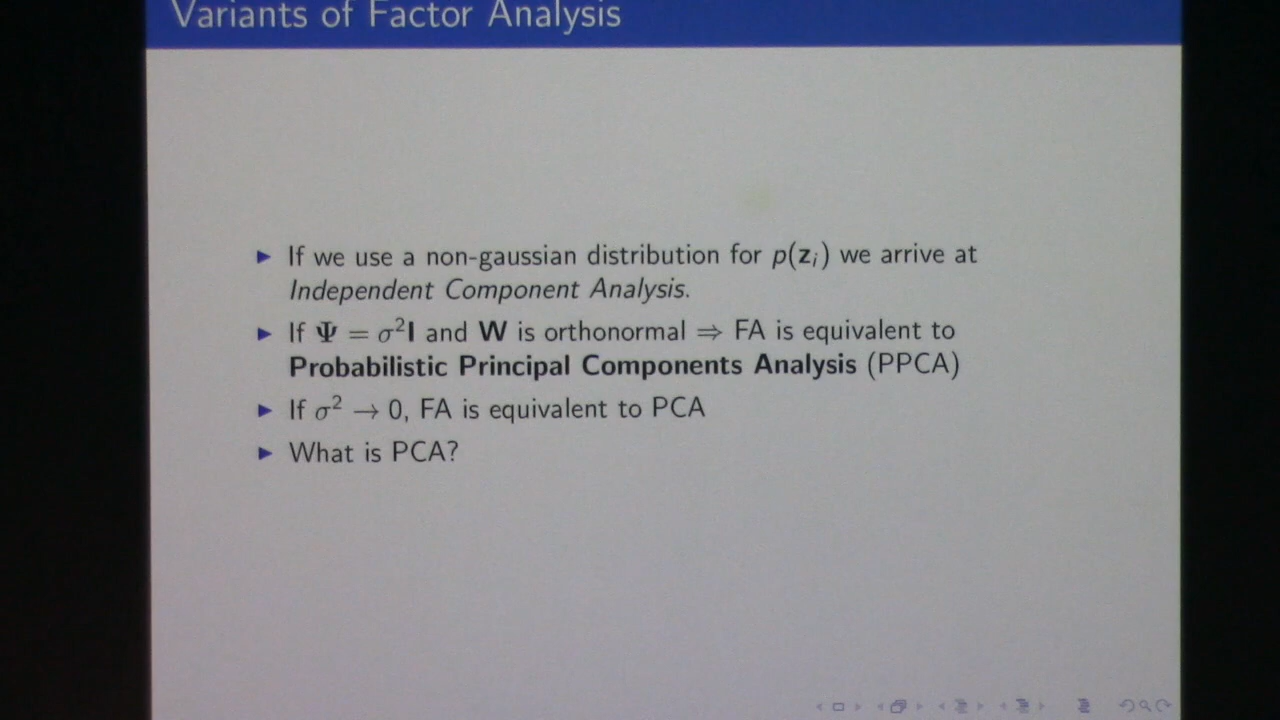 Variants of Factor Analysis
▶ If we use a non-gaussian distribution for p(𝐳ᵢ) we arrive at
Independent Component Analysis.
▶ If 𝚿 = σ²𝐈 and 𝐖 is orthonormal ⇒ FA is equivalent to
Probabilistic Principal Components Analysis (PPCA)
▶ If σ² → 0, FA is equivalent to PCA
▶ What is PCA?